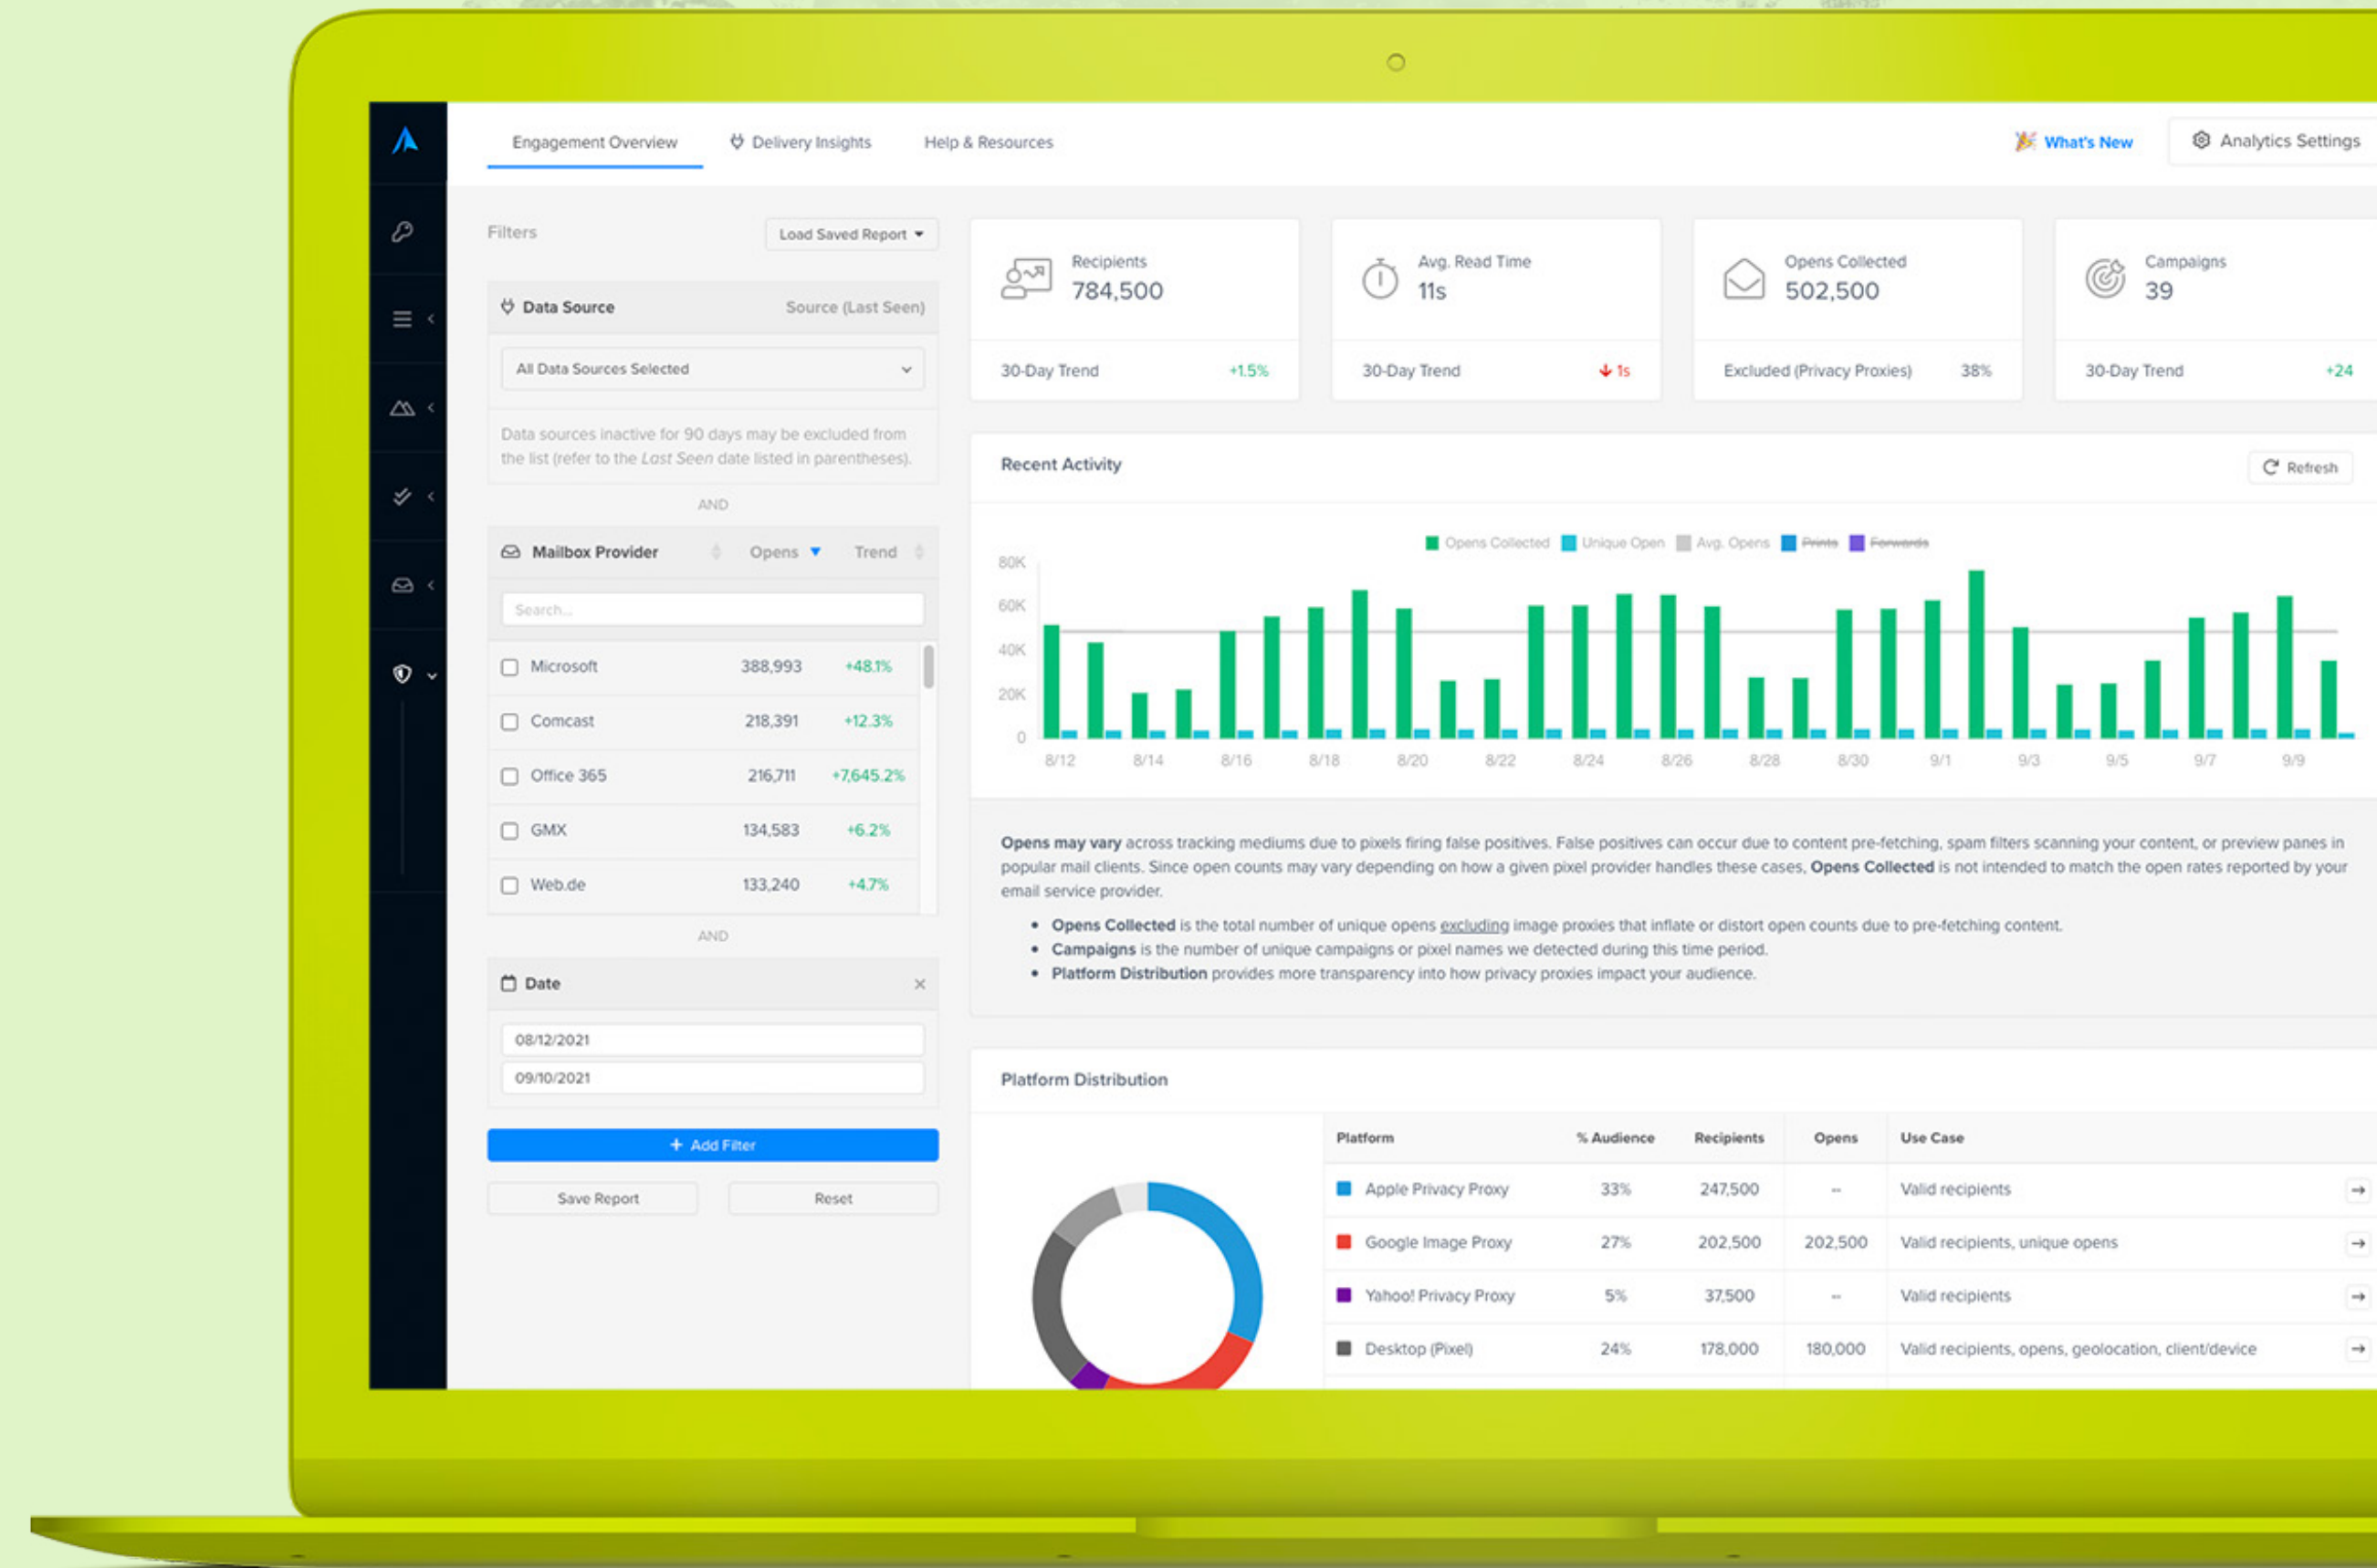 Engagement Overview
Delivery Insights
Help & Resources
What's New
Analytics Settings
Filters
Load Saved Report
Data Source
Source (Last Seen)
All Data Sources Selected
Data sources inactive for 90 days may be excluded from
the list (refer to the Last Seen date listed in parentheses).
AND
Mailbox Provider Opens Trend
Search...
Microsoft 388,993 +48.1%
Comcast 218,391 +12.3%
Office 365 216,711 +7,645.2%
GMX 134,583 +6.2%
Web.de 133,240 +4.7%
AND
Date
08/12/2021
09/10/2021
+ Add Filter
Save Report
Reset
Recipients
784,500
30-Day Trend +1.5%
Avg. Read Time
11s
30-Day Trend 1s
Opens Collected
502,500
Excluded (Privacy Proxies) 38%
Campaigns
39
30-Day Trend +24
Recent Activity
Refresh
Opens Collected Unique Open Avg. Opens Prints Forwards
80K
60K
40K
20K
0
8/12 8/14 8/16 8/18 8/20 8/22 8/24 8/26 8/28 8/30 9/1 9/3 9/5 9/7 9/9
Opens may vary across tracking mediums due to pixels firing false positives. False positives can occur due to content pre-fetching, spam filters scanning your content, or preview panes in
popular mail clients. Since open counts may vary depending on how a given pixel provider handles these cases, Opens Collected is not intended to match the open rates reported by your
email service provider.
• Opens Collected is the total number of unique opens excluding image proxies that inflate or distort open counts due to pre-fetching content.
• Campaigns is the number of unique campaigns or pixel names we detected during this time period.
• Platform Distribution provides more transparency into how privacy proxies impact your audience.
Platform Distribution
Platform % Audience Recipients Opens Use Case
Apple Privacy Proxy 33% 247,500 -- Valid recipients
Google Image Proxy 27% 202,500 202,500 Valid recipients, unique opens
Yahoo! Privacy Proxy 5% 37,500 -- Valid recipients
Desktop (Pixel) 24% 178,000 180,000 Valid recipients, opens, geolocation, client/device